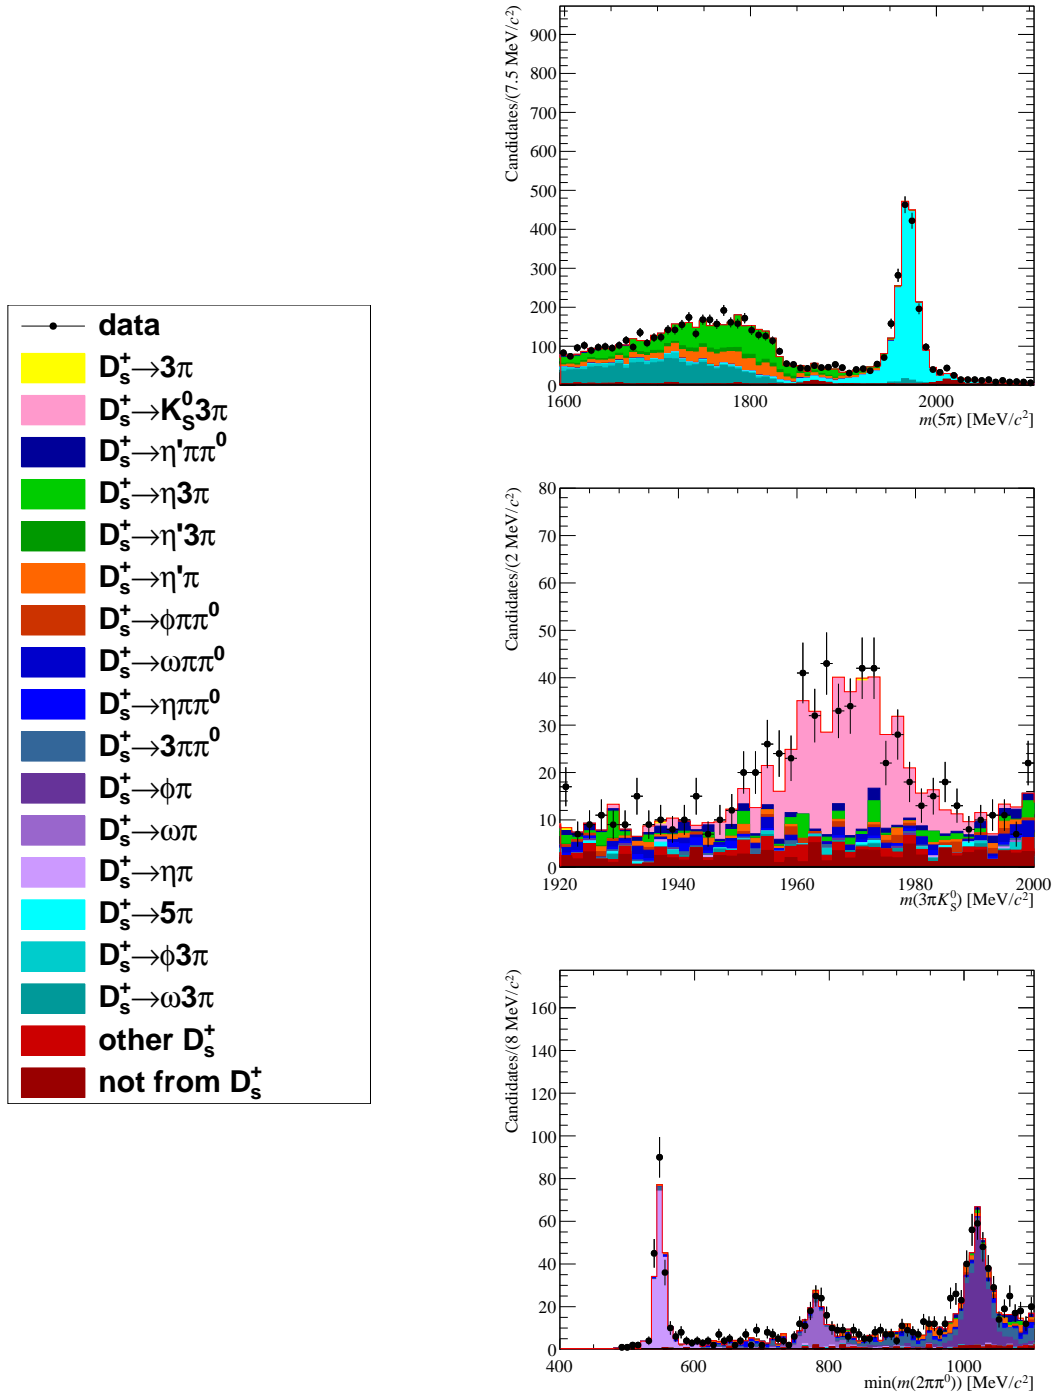 data
D_s^+→3π
D_s^+→K_S^0 3π
D_s^+→η'ππ^0
D_s^+→η3π
D_s^+→η'3π
D_s^+→η'π
D_s^+→ϕππ^0
D_s^+→ωππ^0
D_s^+→ηππ^0
D_s^+→3ππ^0
D_s^+→ϕπ
D_s^+→ωπ
D_s^+→ηπ
D_s^+→5π
D_s^+→ϕ3π
D_s^+→ω3π
other D_s^+
not from D_s^+
Candidates/(7.5 MeV/c^2)
900
800
700
600
500
400
300
200
100
0
1600 1800 2000
m(5π) [MeV/c^2]
Candidates/(2 MeV/c^2)
80
70
60
50
40
30
20
10
0
1920 1940 1960 1980 2000
m(3πK_S^0) [MeV/c^2]
Candidates/(8 MeV/c^2)
160
140
120
100
80
60
40
20
0
400 600 800 1000
min(m(2ππ^0)) [MeV/c^2]